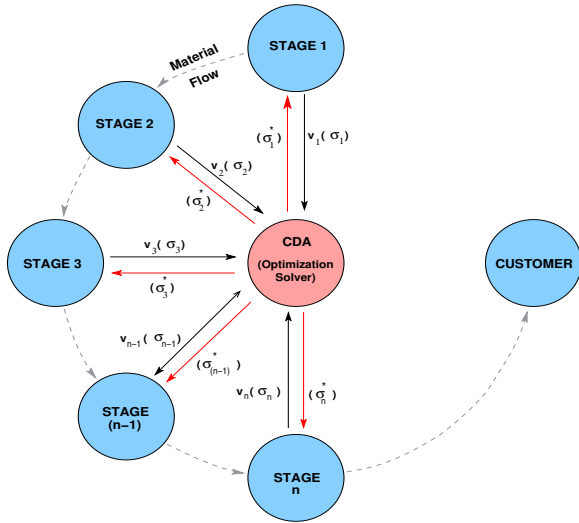 STAGE 1
Material
Flow
STAGE 2
(σ₁*)
v₁(σ₁)
v₂(σ₂)
(σ₂*)
STAGE 3
v₃(σ₃)
(σ₃*)
CDA
(Optimization
Solver)
CUSTOMER
vₙ₋₁(σₙ₋₁)
(σ₍ₙ₋₁₎*)
vₙ(σₙ)
(σₙ*)
STAGE
(n−1)
STAGE
n